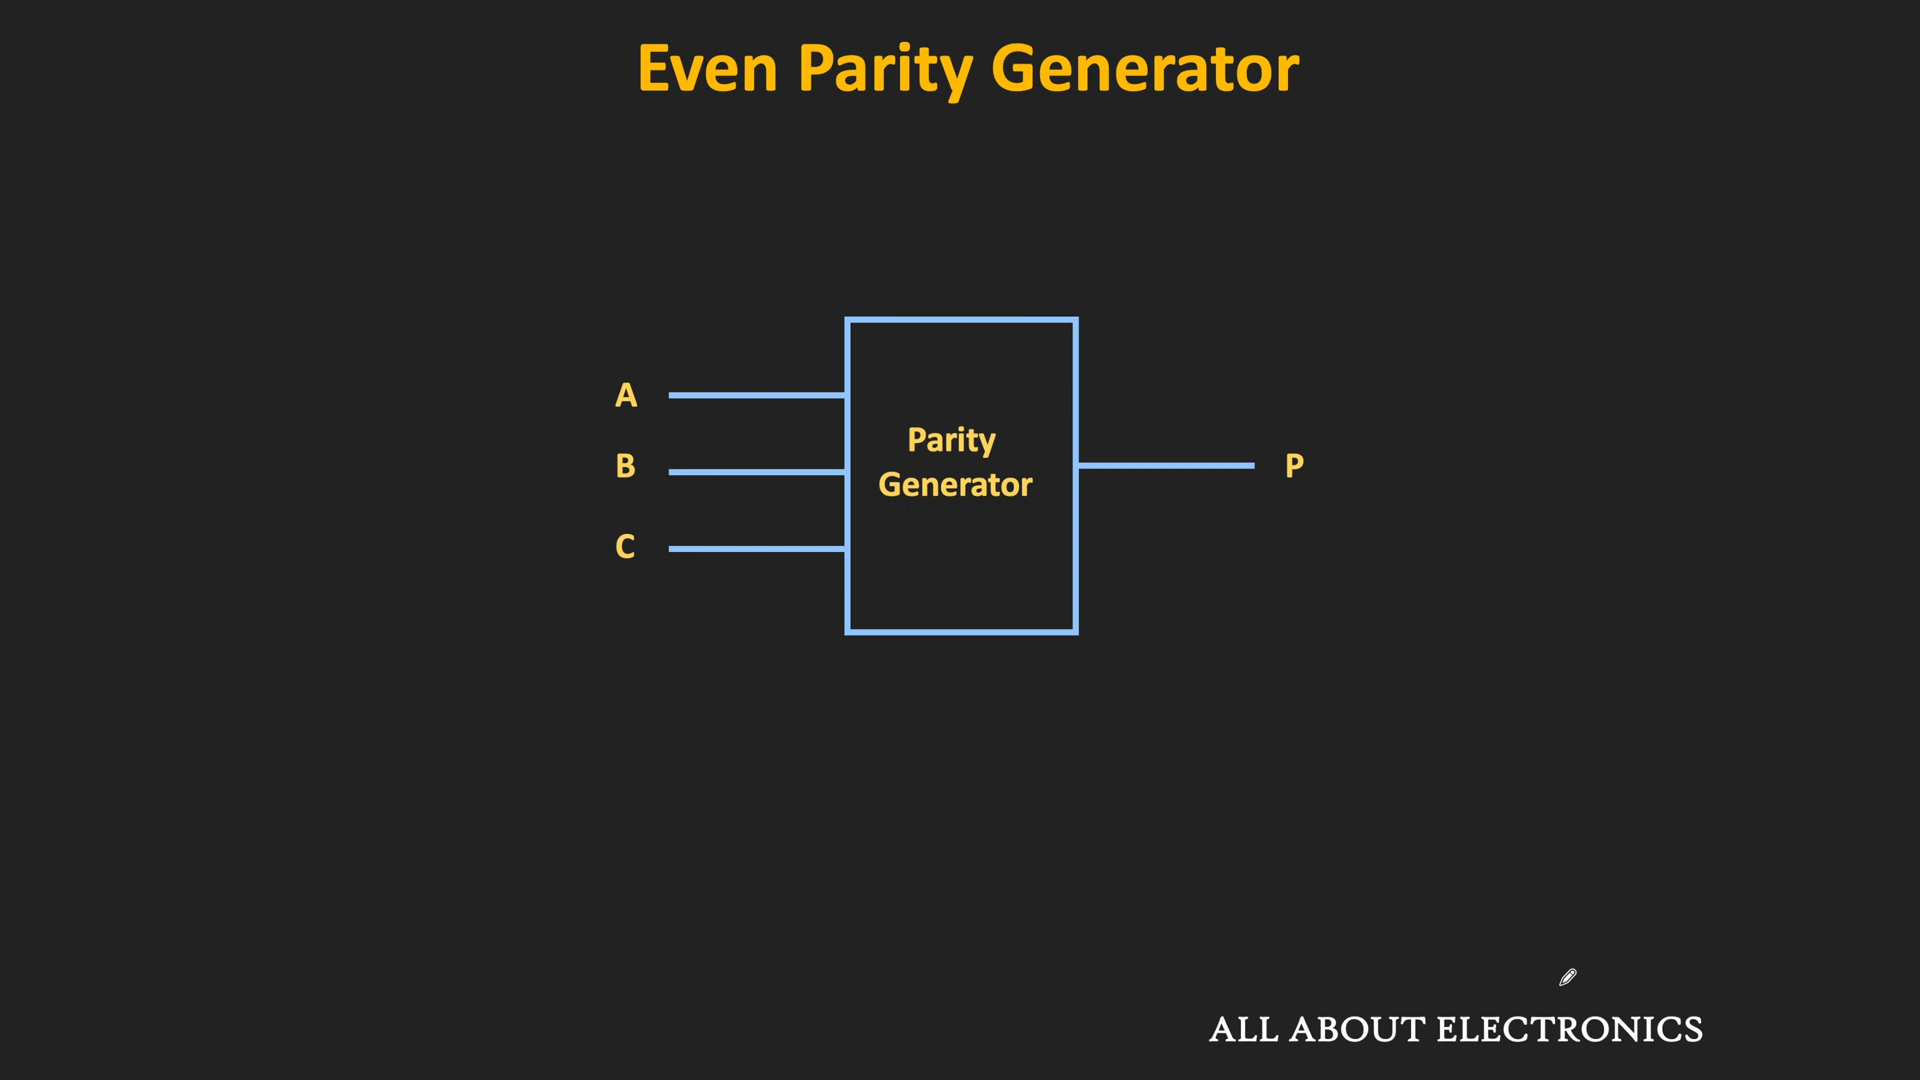 Even Parity Generator
A
B
C
Parity
Generator
P
ALL ABOUT ELECTRONICS